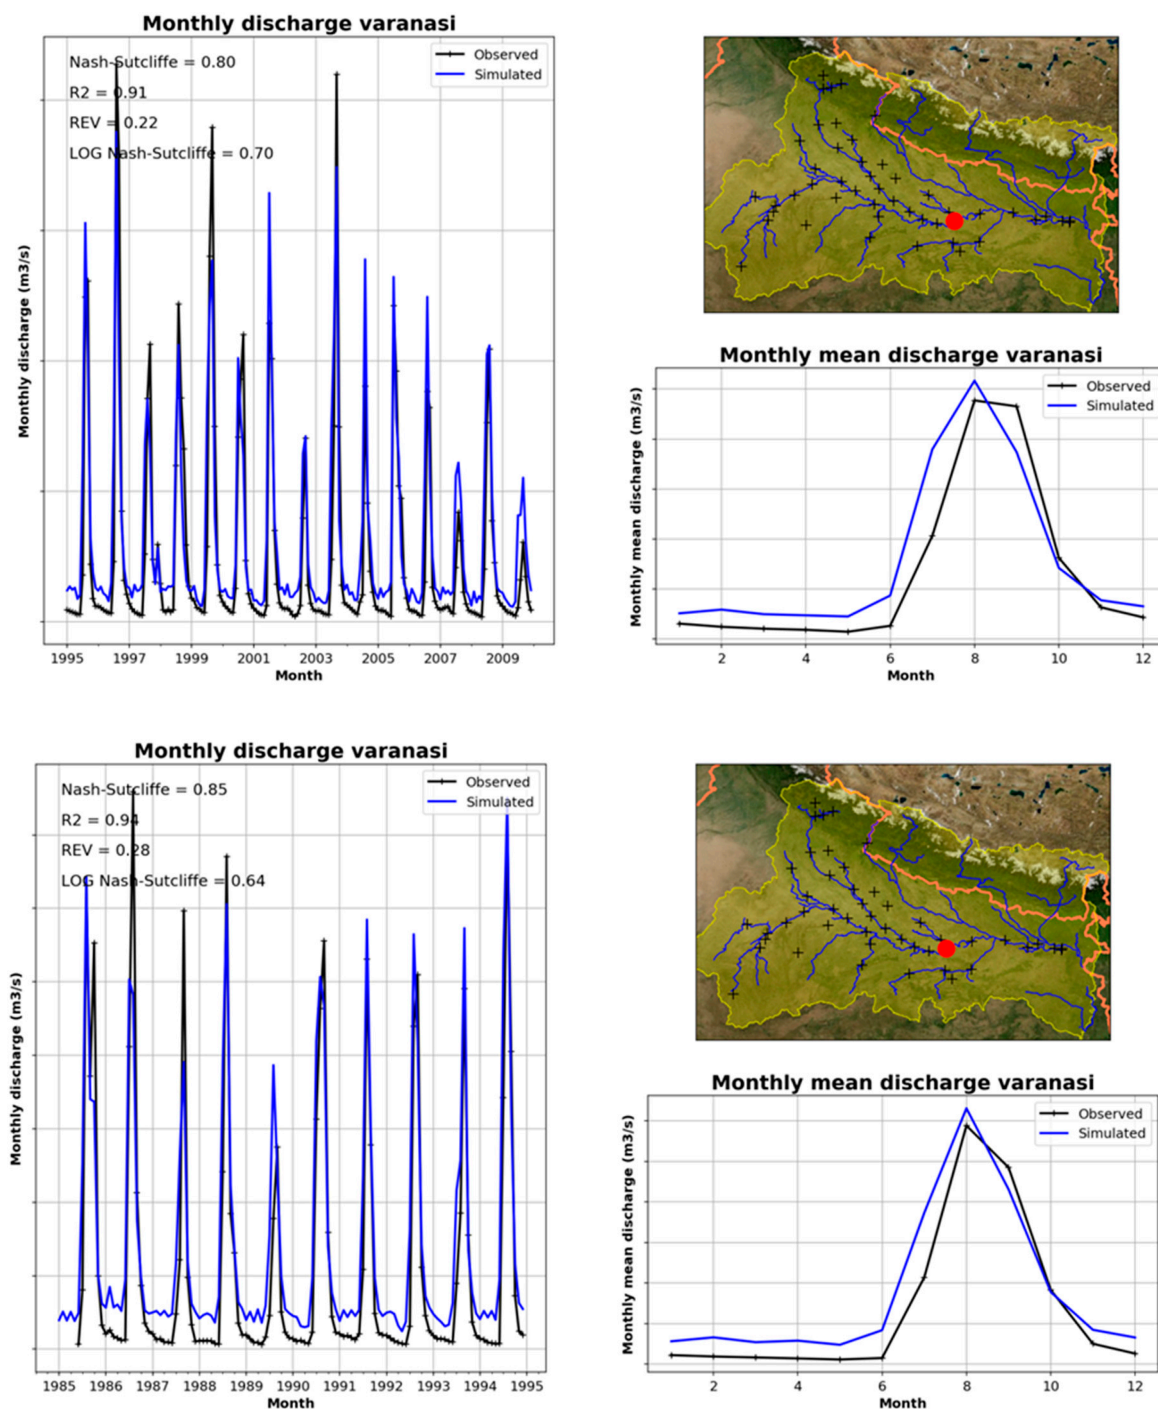 Monthly discharge varanasi
Nash-Sutcliffe = 0.80
R2 = 0.91
REV = 0.22
LOG Nash-Sutcliffe = 0.70
Observed
Simulated
Monthly discharge (m3/s)
1995 1997 1999 2001 2003 2005 2007 2009
Month
Monthly mean discharge varanasi
Observed
Simulated
Monthly mean discharge (m3/s)
2 4 6 8 10 12
Month
Monthly discharge varanasi
Nash-Sutcliffe = 0.85
R2 = 0.94
REV = 0.28
LOG Nash-Sutcliffe = 0.64
Observed
Simulated
Monthly discharge (m3/s)
1985 1986 1987 1988 1989 1990 1991 1992 1993 1994 1995
Month
Monthly mean discharge varanasi
Observed
Simulated
Monthly mean discharge (m3/s)
2 4 6 8 10 12
Month